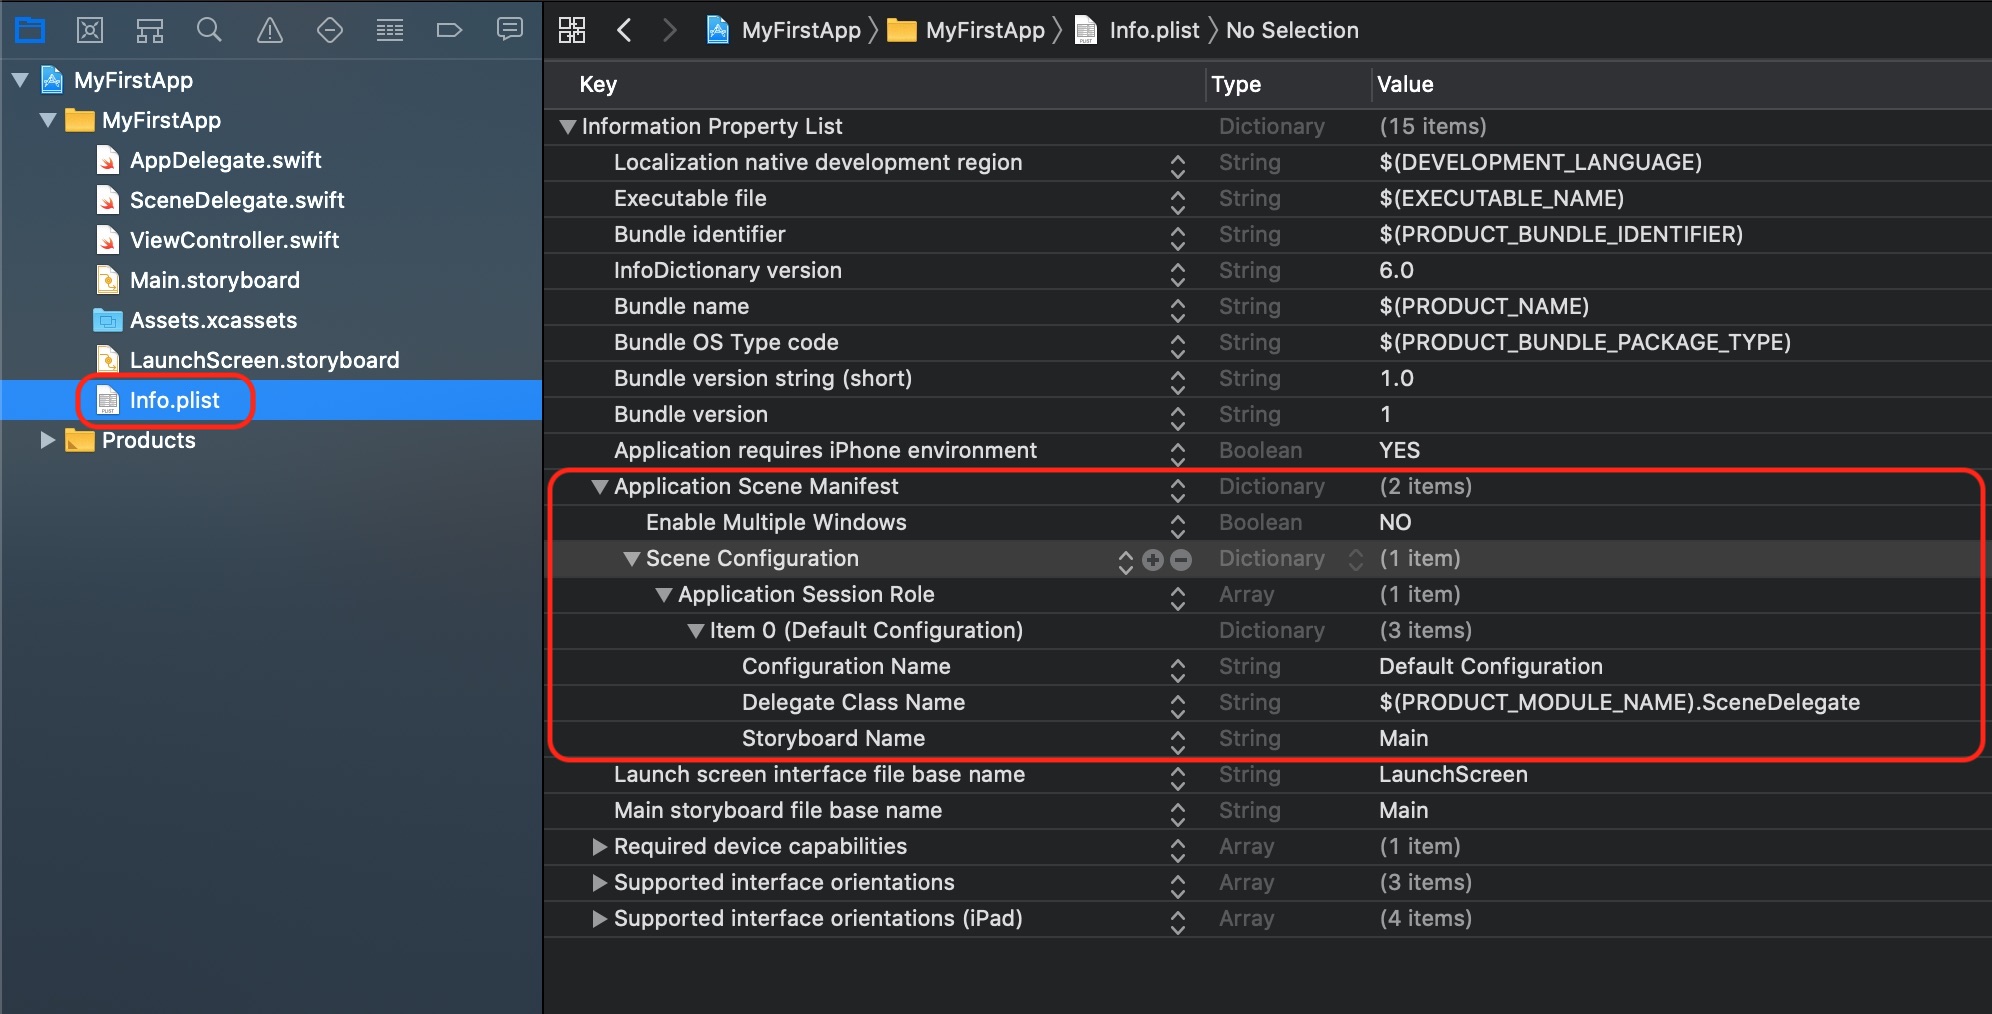 MyFirstApp
MyFirstApp
AppDelegate.swift
SceneDelegate.swift
ViewController.swift
Main.storyboard
Assets.xcassets
LaunchScreen.storyboard
Info.plist
Products
MyFirstApp MyFirstApp Info.plist No Selection
Key Type Value
Information Property List Dictionary (15 items)
Localization native development region String $(DEVELOPMENT_LANGUAGE)
Executable file String $(EXECUTABLE_NAME)
Bundle identifier String $(PRODUCT_BUNDLE_IDENTIFIER)
InfoDictionary version String 6.0
Bundle name String $(PRODUCT_NAME)
Bundle OS Type code String $(PRODUCT_BUNDLE_PACKAGE_TYPE)
Bundle version string (short) String 1.0
Bundle version String 1
Application requires iPhone environment Boolean YES
Application Scene Manifest Dictionary (2 items)
Enable Multiple Windows Boolean NO
Scene Configuration Dictionary (1 item)
Application Session Role Array (1 item)
Item 0 (Default Configuration) Dictionary (3 items)
Configuration Name String Default Configuration
Delegate Class Name String $(PRODUCT_MODULE_NAME).SceneDelegate
Storyboard Name String Main
Launch screen interface file base name String LaunchScreen
Main storyboard file base name String Main
Required device capabilities Array (1 item)
Supported interface orientations Array (3 items)
Supported interface orientations (iPad) Array (4 items)